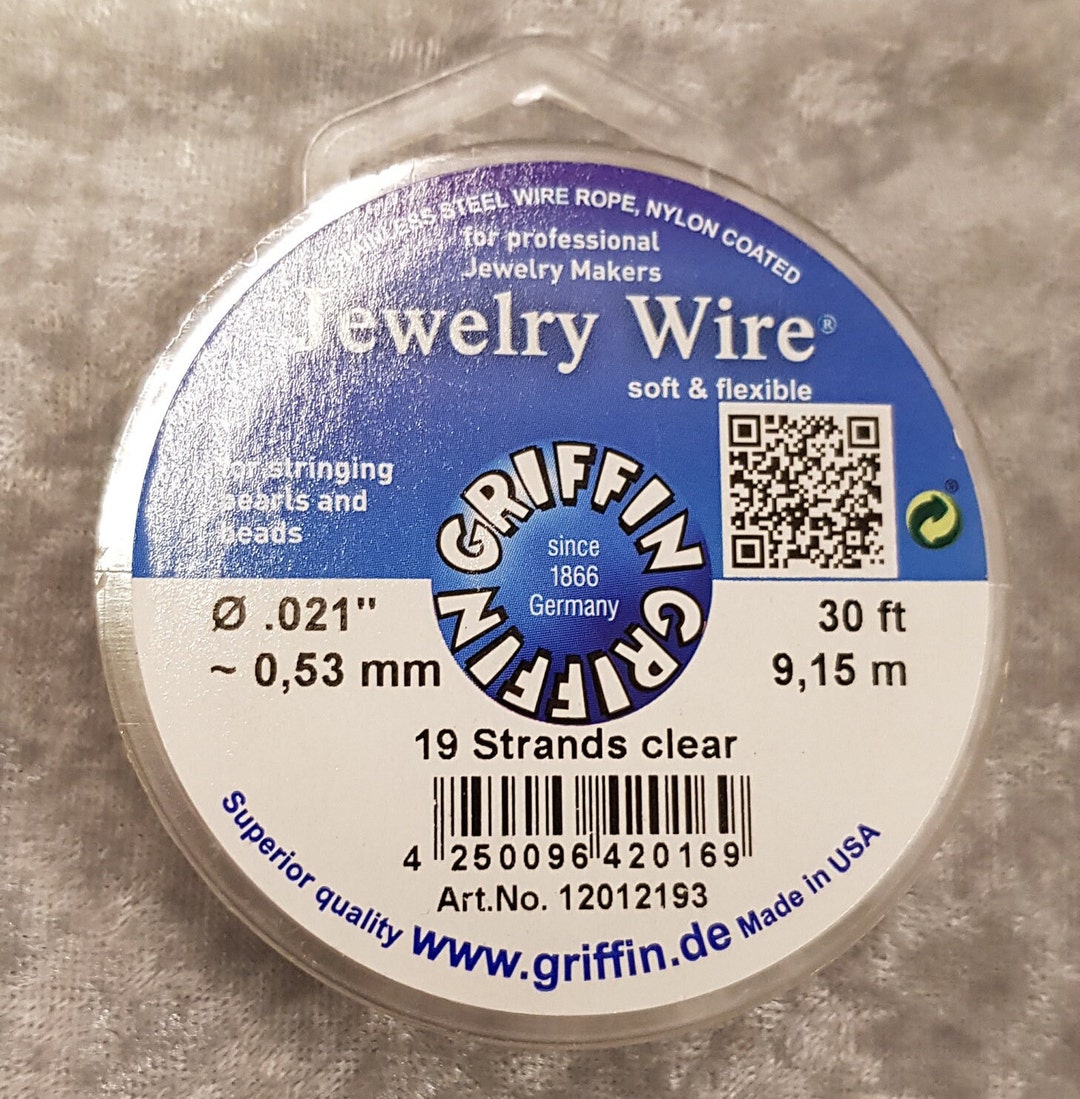 STAINLESS STEEL WIRE ROPE, NYLON COATED
for professional
Jewelry Makers
Jewelry Wire®
soft & flexible
for stringing
pearls and
beads
®
GRIFFIN GRIFFIN
since
1866
Germany
Ø .021"
~ 0,53 mm
30 ft
9,15 m
19 Strands clear
4 250096 420169
Art.No. 12012193
Superior quality www.griffin.de Made in USA